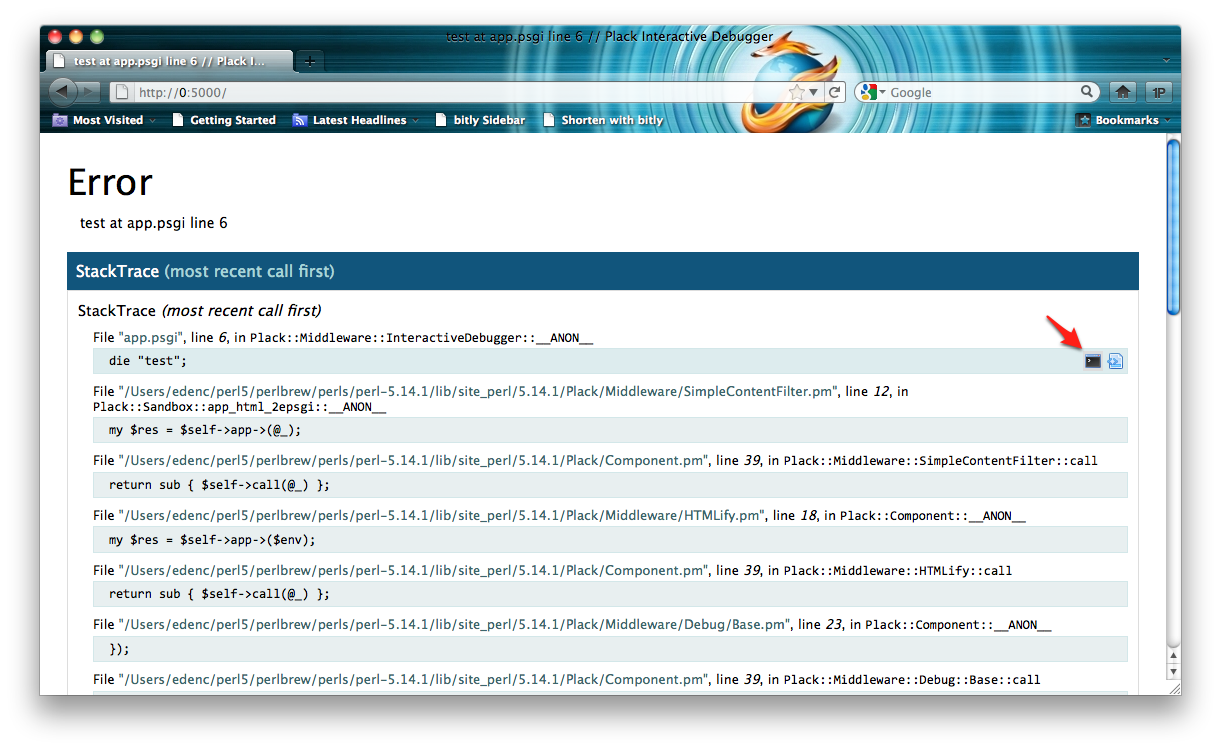 test at app.psgi line 6 // Plack Interactive Debugger
test at app.psgi line 6 // Plack I...
http://0:5000/
Google
1P
Most Visited
Getting Started
Latest Headlines
bitly Sidebar
Shorten with bitly
Bookmarks
Error
test at app.psgi line 6
StackTrace (most recent call first)
StackTrace (most recent call first)
File "app.psgi", line 6, in Plack::Middleware::InteractiveDebugger::__ANON__
die "test";
File "/Users/edenc/perl5/perlbrew/perls/perl-5.14.1/lib/site_perl/5.14.1/Plack/Middleware/SimpleContentFilter.pm", line 12, in
Plack::Sandbox::app_html_2epsgi::__ANON__
my $res = $self->app->(@_);
File "/Users/edenc/perl5/perlbrew/perls/perl-5.14.1/lib/site_perl/5.14.1/Plack/Component.pm", line 39, in Plack::Middleware::SimpleContentFilter::call
return sub { $self->call(@_) };
File "/Users/edenc/perl5/perlbrew/perls/perl-5.14.1/lib/site_perl/5.14.1/Plack/Middleware/HTMLify.pm", line 18, in Plack::Component::__ANON__
my $res = $self->app->($env);
File "/Users/edenc/perl5/perlbrew/perls/perl-5.14.1/lib/site_perl/5.14.1/Plack/Component.pm", line 39, in Plack::Middleware::HTMLify::call
return sub { $self->call(@_) };
File "/Users/edenc/perl5/perlbrew/perls/perl-5.14.1/lib/site_perl/5.14.1/Plack/Middleware/Debug/Base.pm", line 23, in Plack::Component::__ANON__
});
File "/Users/edenc/perl5/perlbrew/perls/perl-5.14.1/lib/site_perl/5.14.1/Plack/Component.pm", line 39, in Plack::Middleware::Debug::Base::call